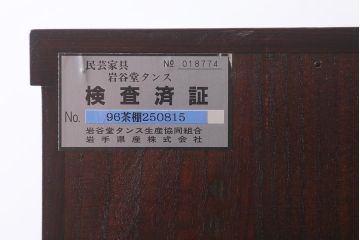 民芸家具 № 018774
岩谷堂タンス
検査済証
No. 96茶棚250815
岩谷堂タンス生産協同組合
岩手県産株式会社